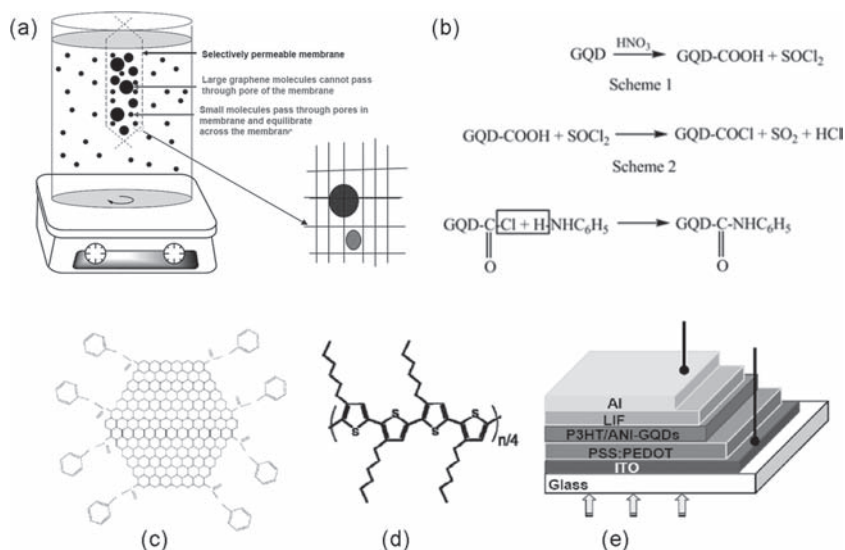 (a)
Selectively permeable membrane
Large graphene molecules cannot pass
through pore of the membrane
Small molecules pass through pores in
membrane and equilibrate
across the membran
(b)
GQD HNO₃ GQD-COOH + SOCl₂
Scheme 1
GQD-COOH + SOCl₂ GQD-COCl + SO₂ + HCl
Scheme 2
GQD-C-Cl + H-NHC₆H₅ GQD-C-NHC₆H₅
O O
(c)
S S S S
n/4
(d)
Al
LIF
P3HT/ANI-GQDs
PSS:PEDOT
ITO
Glass
(e)